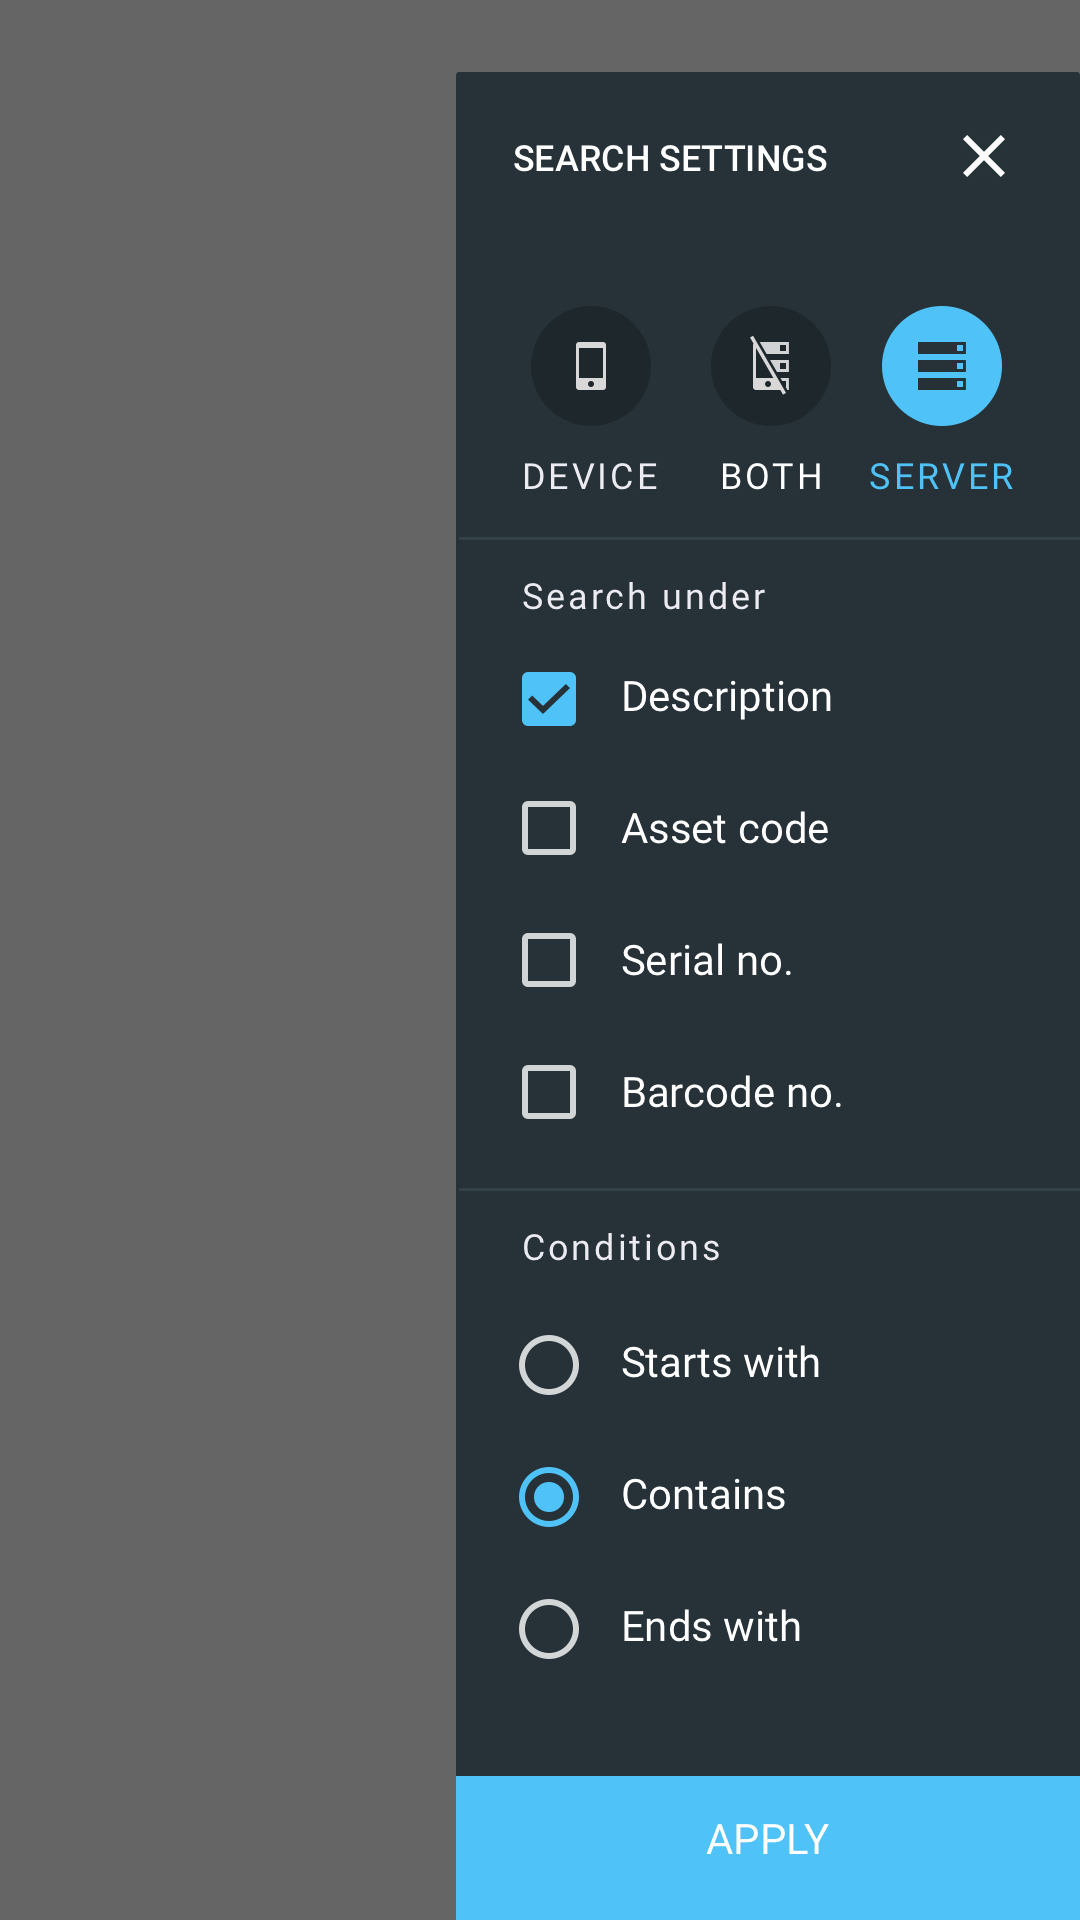 SEARCH SETTINGS
DEVICE BOTH SERVER
Search under
Description
Asset code
Serial no.
Barcode no.
Conditions
Starts with
Contains
Ends with
APPLY